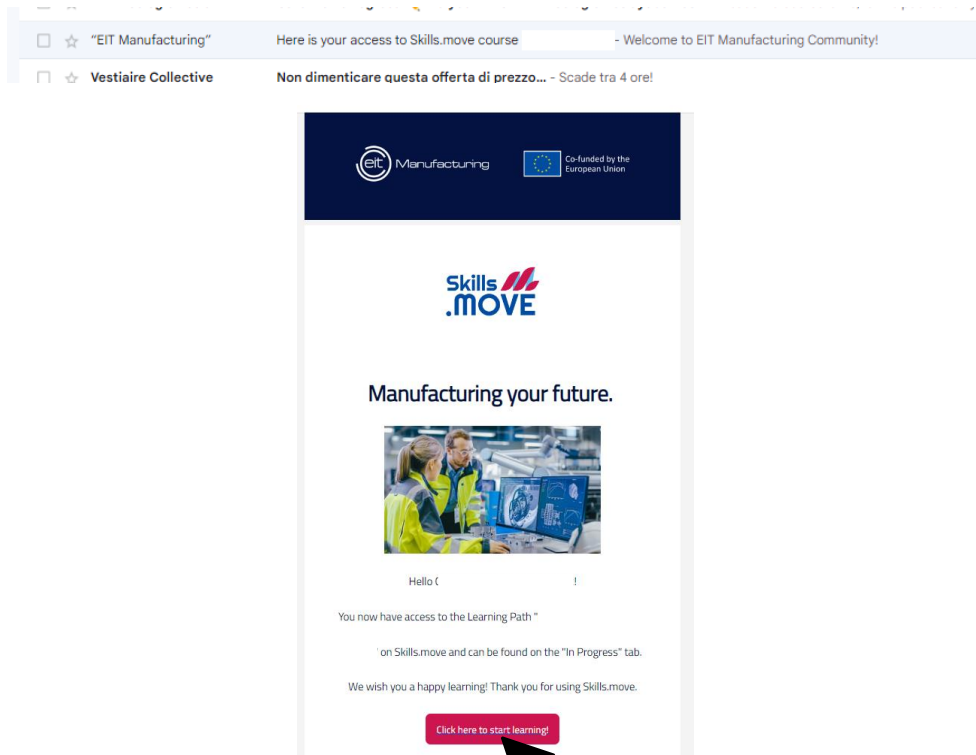 "EIT Manufacturing" Here is your access to Skills.move course - Welcome to EIT Manufacturing Community!
Vestiaire Collective Non dimenticare questa offerta di prezzo... - Scade tra 4 ore!
eit Manufacturing
Co-funded by the
European Union
Skills
.MOVE
Manufacturing your future.
Hello !
You now have access to the Learning Path "
on Skills.move and can be found on the "In Progress" tab.
We wish you a happy learning! Thank you for using Skills.move.
Click here to start learning!